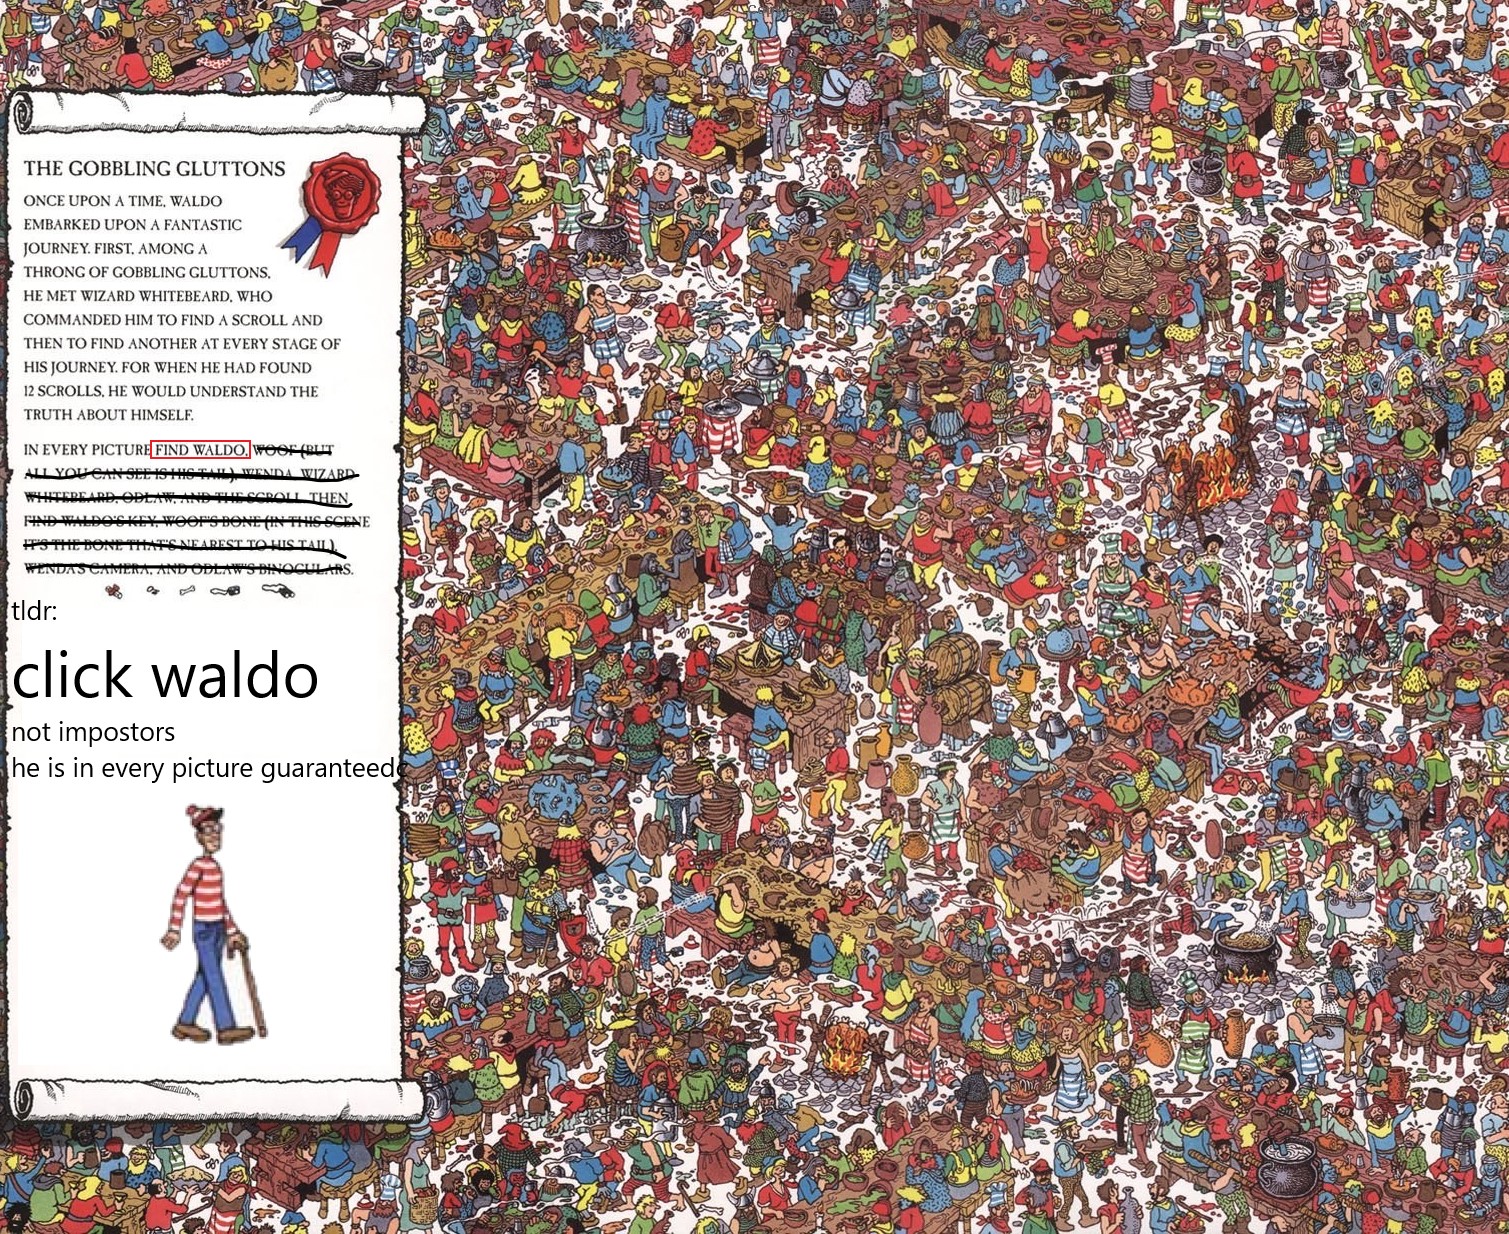 THE GOBBLING GLUTTONS
ONCE UPON A TIME, WALDO
EMBARKED UPON A FANTASTIC
JOURNEY. FIRST, AMONG A
THRONG OF GOBBLING GLUTTONS,
HE MET WIZARD WHITEBEARD, WHO
COMMANDED HIM TO FIND A SCROLL AND
THEN TO FIND ANOTHER AT EVERY STAGE OF
HIS JOURNEY. FOR WHEN HE HAD FOUND
12 SCROLLS, HE WOULD UNDERSTAND THE
TRUTH ABOUT HIMSELF.
IN EVERY PICTURE FIND WALDO, WOOF (BUT
ALL YOU CAN SEE IS HIS TAIL), WENDA, WIZARD
WHITEBEARD, ODLAW, AND THE SCROLL. THEN
FIND WALDO'S KEY, WOOF'S BONE (IN THIS SCENE
IT'S THE BONE THAT'S NEAREST TO HIS TAIL),
WENDA'S CAMERA, AND ODLAW'S BINOCULARS.
tldr:
click waldo
not impostors
he is in every picture guaranteed